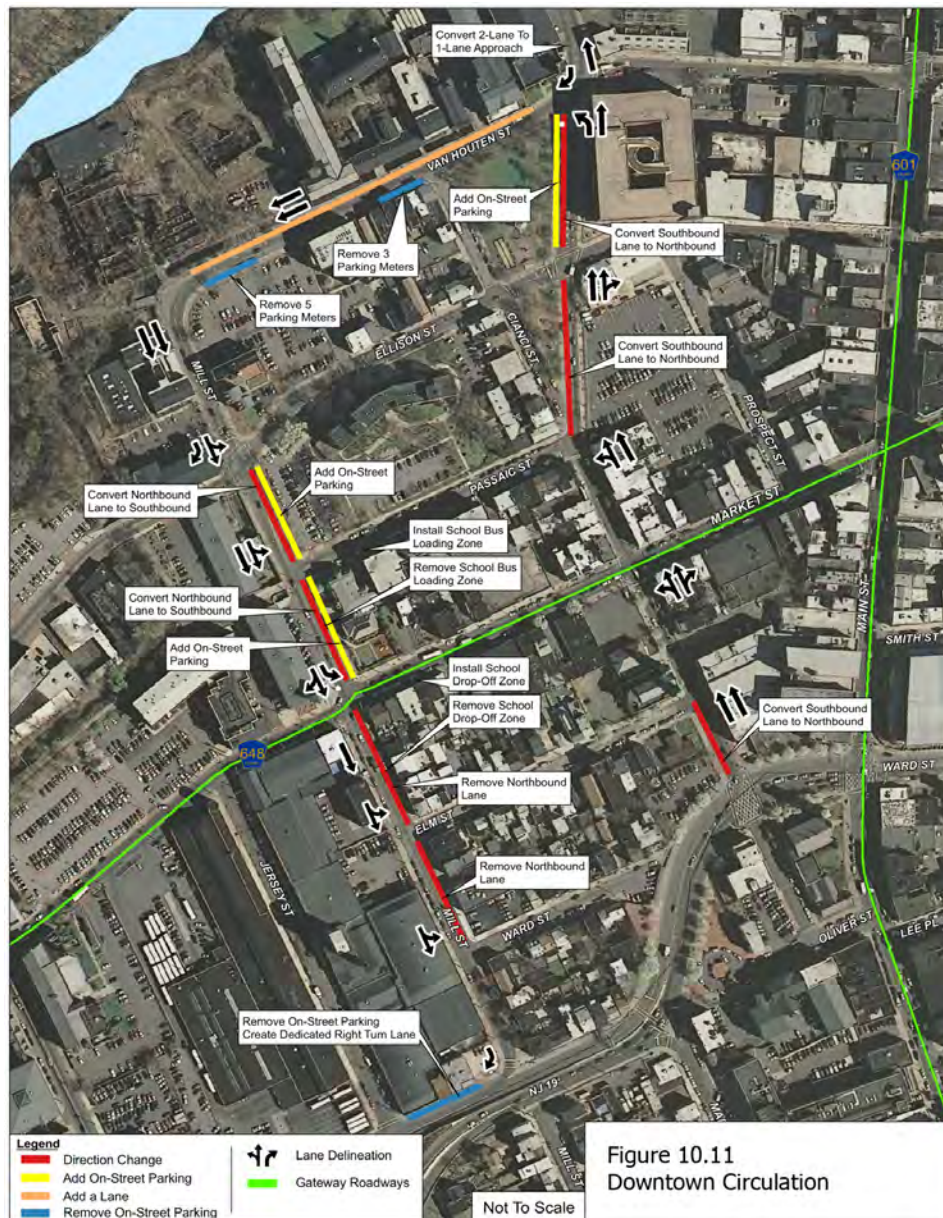 Convert 2-Lane To
1-Lane Approach
601
VAN HOUTEN ST
Add On-Street
Parking
Remove 3
Parking Meters
Convert Southbound
Lane to Northbound
Remove 5
Parking Meters
ELLISON ST
CIANCI ST
Convert Southbound
Lane to Northbound
MILL ST
PROSPECT ST
Add On-Street
Parking
PASSAIC ST
MARKET ST
Convert Northbound
Lane to Southbound
Install School Bus
Loading Zone
Remove School Bus
Loading Zone
Convert Northbound
Lane to Southbound
MAIN ST
SMITH ST
Add On-Street
Parking
Install School
Drop-Off Zone
Remove School
Drop-Off Zone
Convert Southbound
Lane to Northbound
648
WARD ST
Remove Northbound
Lane
ELM ST
JERSEY ST
Remove Northbound
Lane
MILL ST
WARD ST
OLIVER ST
LEE PL
Remove On-Street Parking
Create Dedicated Right Turn Lane
NJ 19
MILL ST
Legend
Direction Change
Add On-Street Parking
Add a Lane
Remove On-Street Parking
Lane Delineation
Gateway Roadways
Not To Scale
Figure 10.11
Downtown Circulation